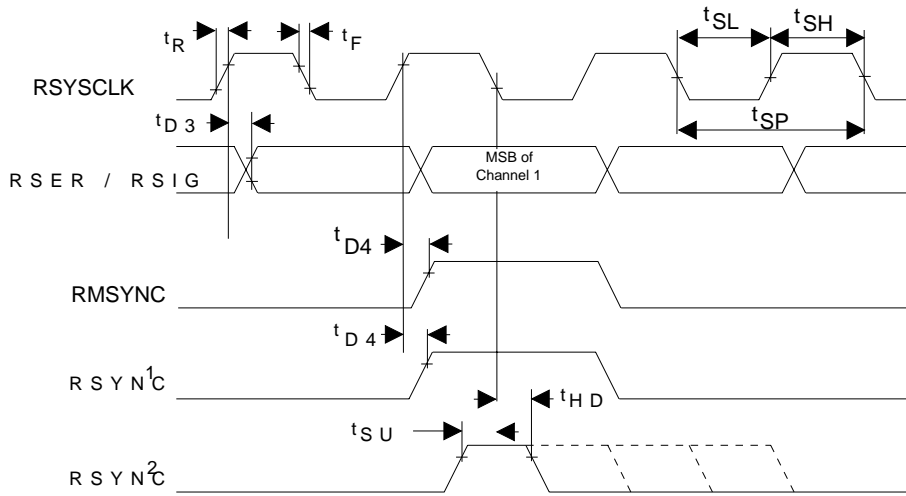 tR
tF
tSL
tSH
RSYSCLK
tD3
tSP
RSER / RSIG
MSB of
Channel 1
tD4
RMSYNC
tD4
RSYNC1
tHD
tSU
RSYNC2